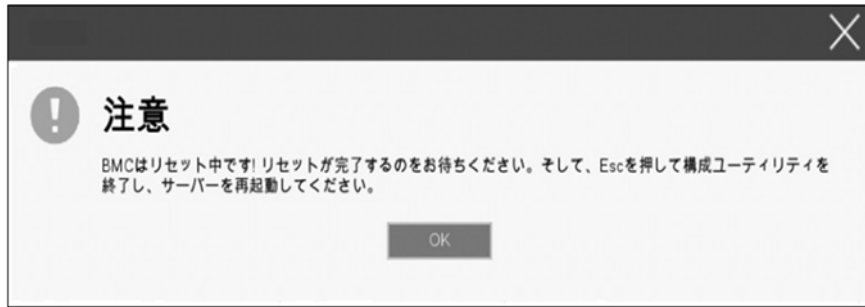 注意
BMCはリセット中です! リセットが完了するのをお待ちください。そして、Escを押して構成ユーティリティを
終了し、サーバーを再起動してください。
OK